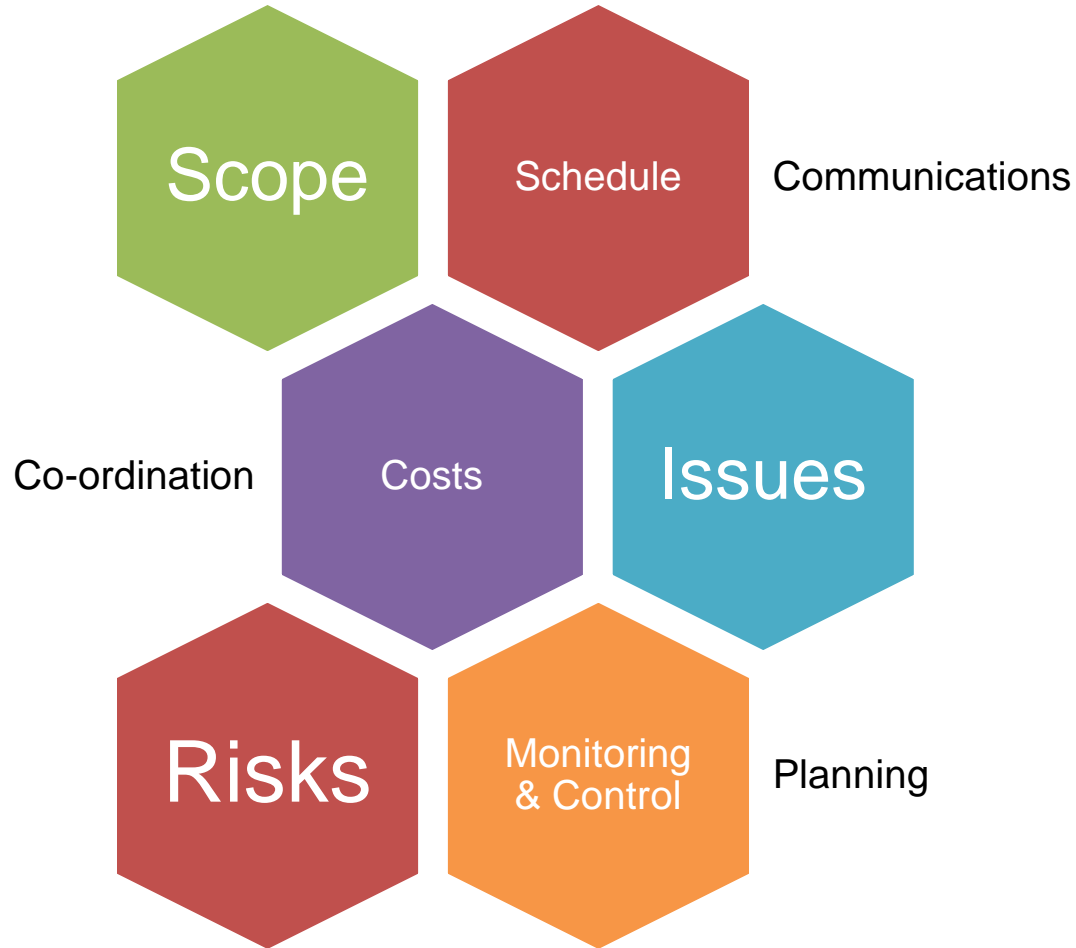 Scope
Schedule
Communications
Co-ordination
Costs
Issues
Risks
Monitoring
& Control
Planning